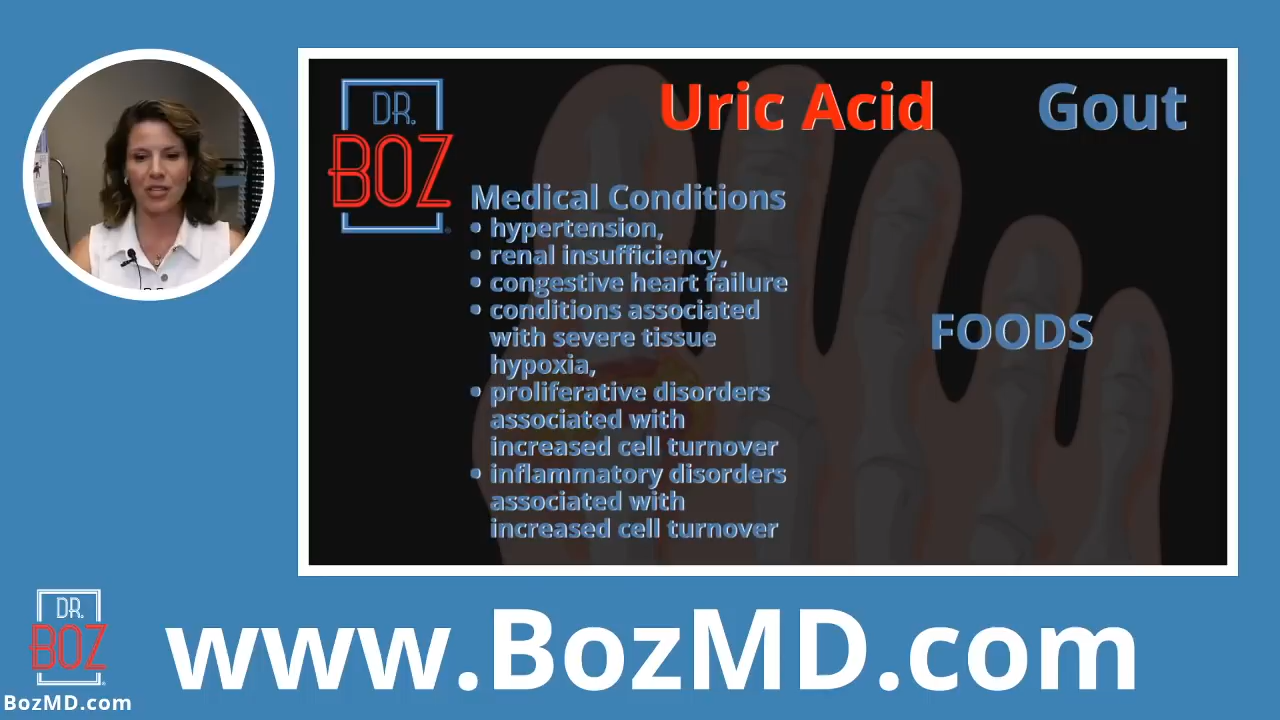 DR.
BOZ
Uric Acid
Gout
Medical Conditions
• hypertension,
• renal insufficiency,
• congestive heart failure
• conditions associated
with severe tissue
hypoxia,
• proliferative disorders
associated with
increased cell turnover
• inflammatory disorders
associated with
increased cell turnover
FOODS
DR.
BOZ
www.BozMD.com
BozMD.com